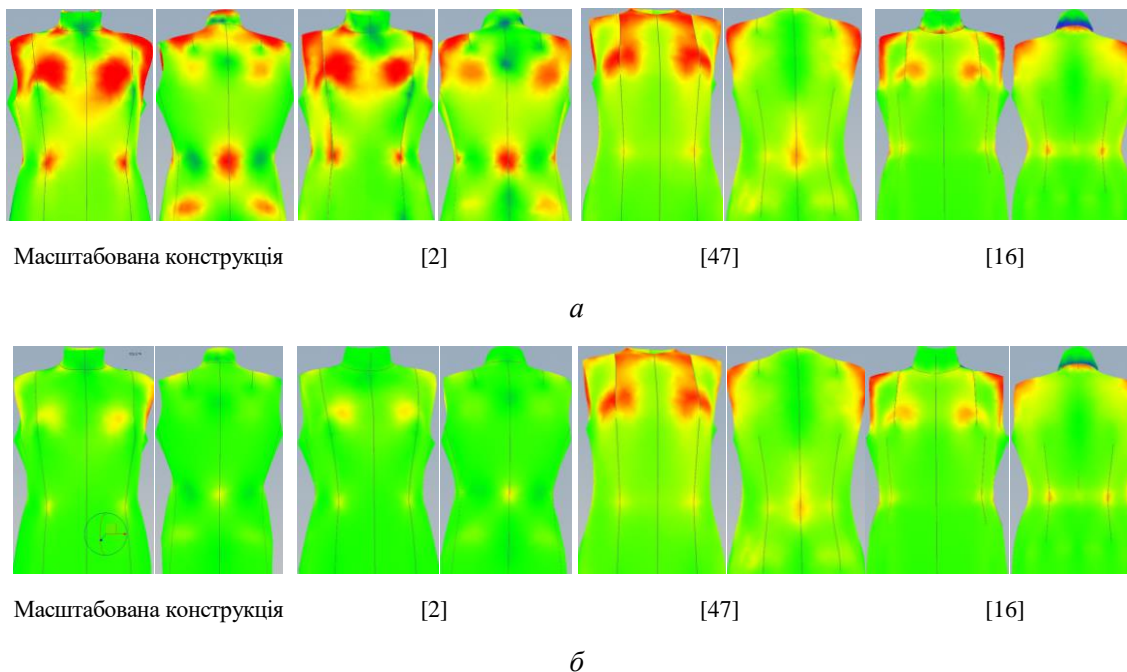 Масштабована конструкція [2] [47] [16]
а
Масштабована конструкція [2] [47] [16]
б